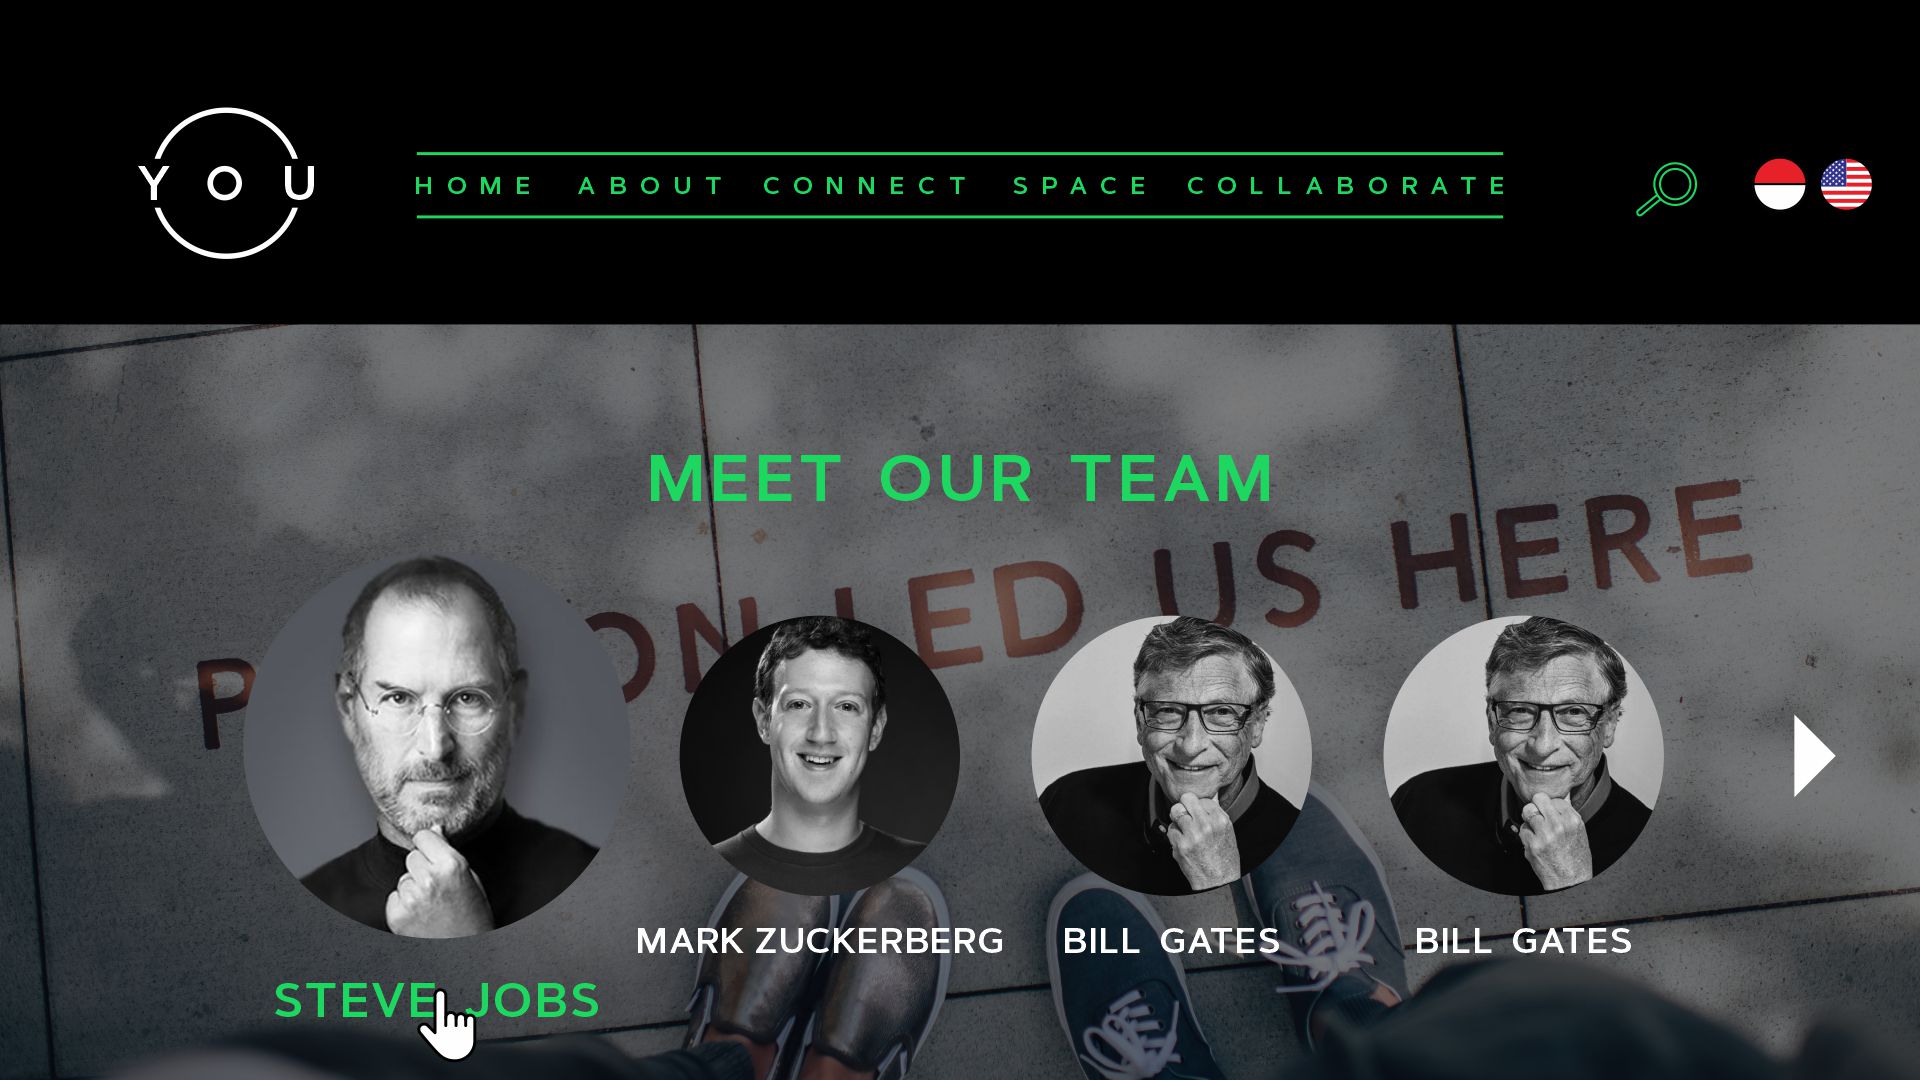 YOU
HOME ABOUT CONNECT SPACE COLLABORATE
MEET OUR TEAM
P ON LED US HERE
MARK ZUCKERBERG
BILL GATES
BILL GATES
STEVE JOBS